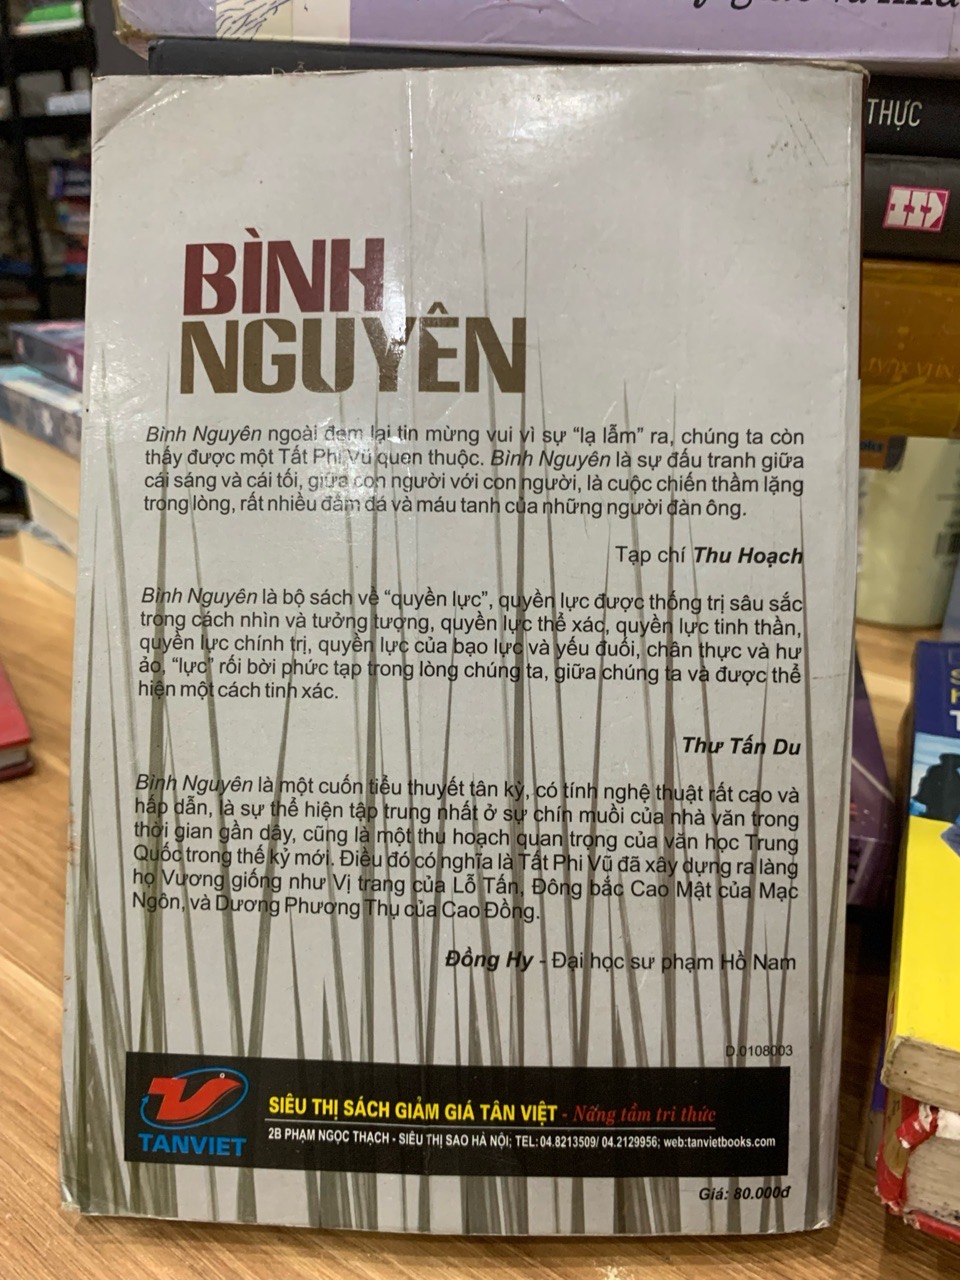 THỰC
BÌNH
NGUYÊN
Bình Nguyên ngoài đem lại tin mừng vui vì sự “lạ lẫm” ra, chúng ta còn
thấy được một Tất Phi Vũ quen thuộc. Bình Nguyên là sự đấu tranh giữa
cái sáng và cái tối, giữa con người với con người, là cuộc chiến thầm lặng
trong lòng, rất nhiều đầm đá và máu tanh của những người đàn ông.
Tạp chí Thu Hoạch
Bình Nguyên là bộ sách về “quyền lực”, quyền lực được thống trị sâu sắc
trong cách nhìn và tưởng tượng, quyền lực thể xác, quyền lực tinh thần,
quyền lực chính trị, quyền lực của bạo lực và yếu đuối, chân thực và hư
ảo, “lực” rối bời phức tạp trong lòng chúng ta, giữa chúng ta và được thể
hiện một cách tinh xác.
Thư Tấn Du
Bình Nguyên là một cuốn tiểu thuyết tân kỳ, có tính nghệ thuật rất cao và
hấp dẫn, là sự thể hiện tập trung nhất ở sự chín muồi của nhà văn trong
thời gian gần dây, cũng là một thu hoạch quan trọng của văn học Trung
Quốc trong thế kỷ mới. Điều đó có nghĩa là Tất Phi Vũ đã xây dựng ra làng
họ Vương giống như Vị trang của Lỗ Tấn, Đông bắc Cao Mật của Mạc
Ngôn, và Dương Phương Thụ của Cao Đồng.
Đồng Hy - Đại học sư phạm Hồ Nam
D.0108003
TANVIET
SIÊU THỊ SÁCH GIẢM GIÁ TÂN VIỆT - Nâng tầm tri thức
2B PHẠM NGỌC THẠCH - SIÊU THỊ SAO HÀ NỘI; TEL: 04.8213509/ 04.2129956; web:tanvietbooks.com
Giá: 80.000đ